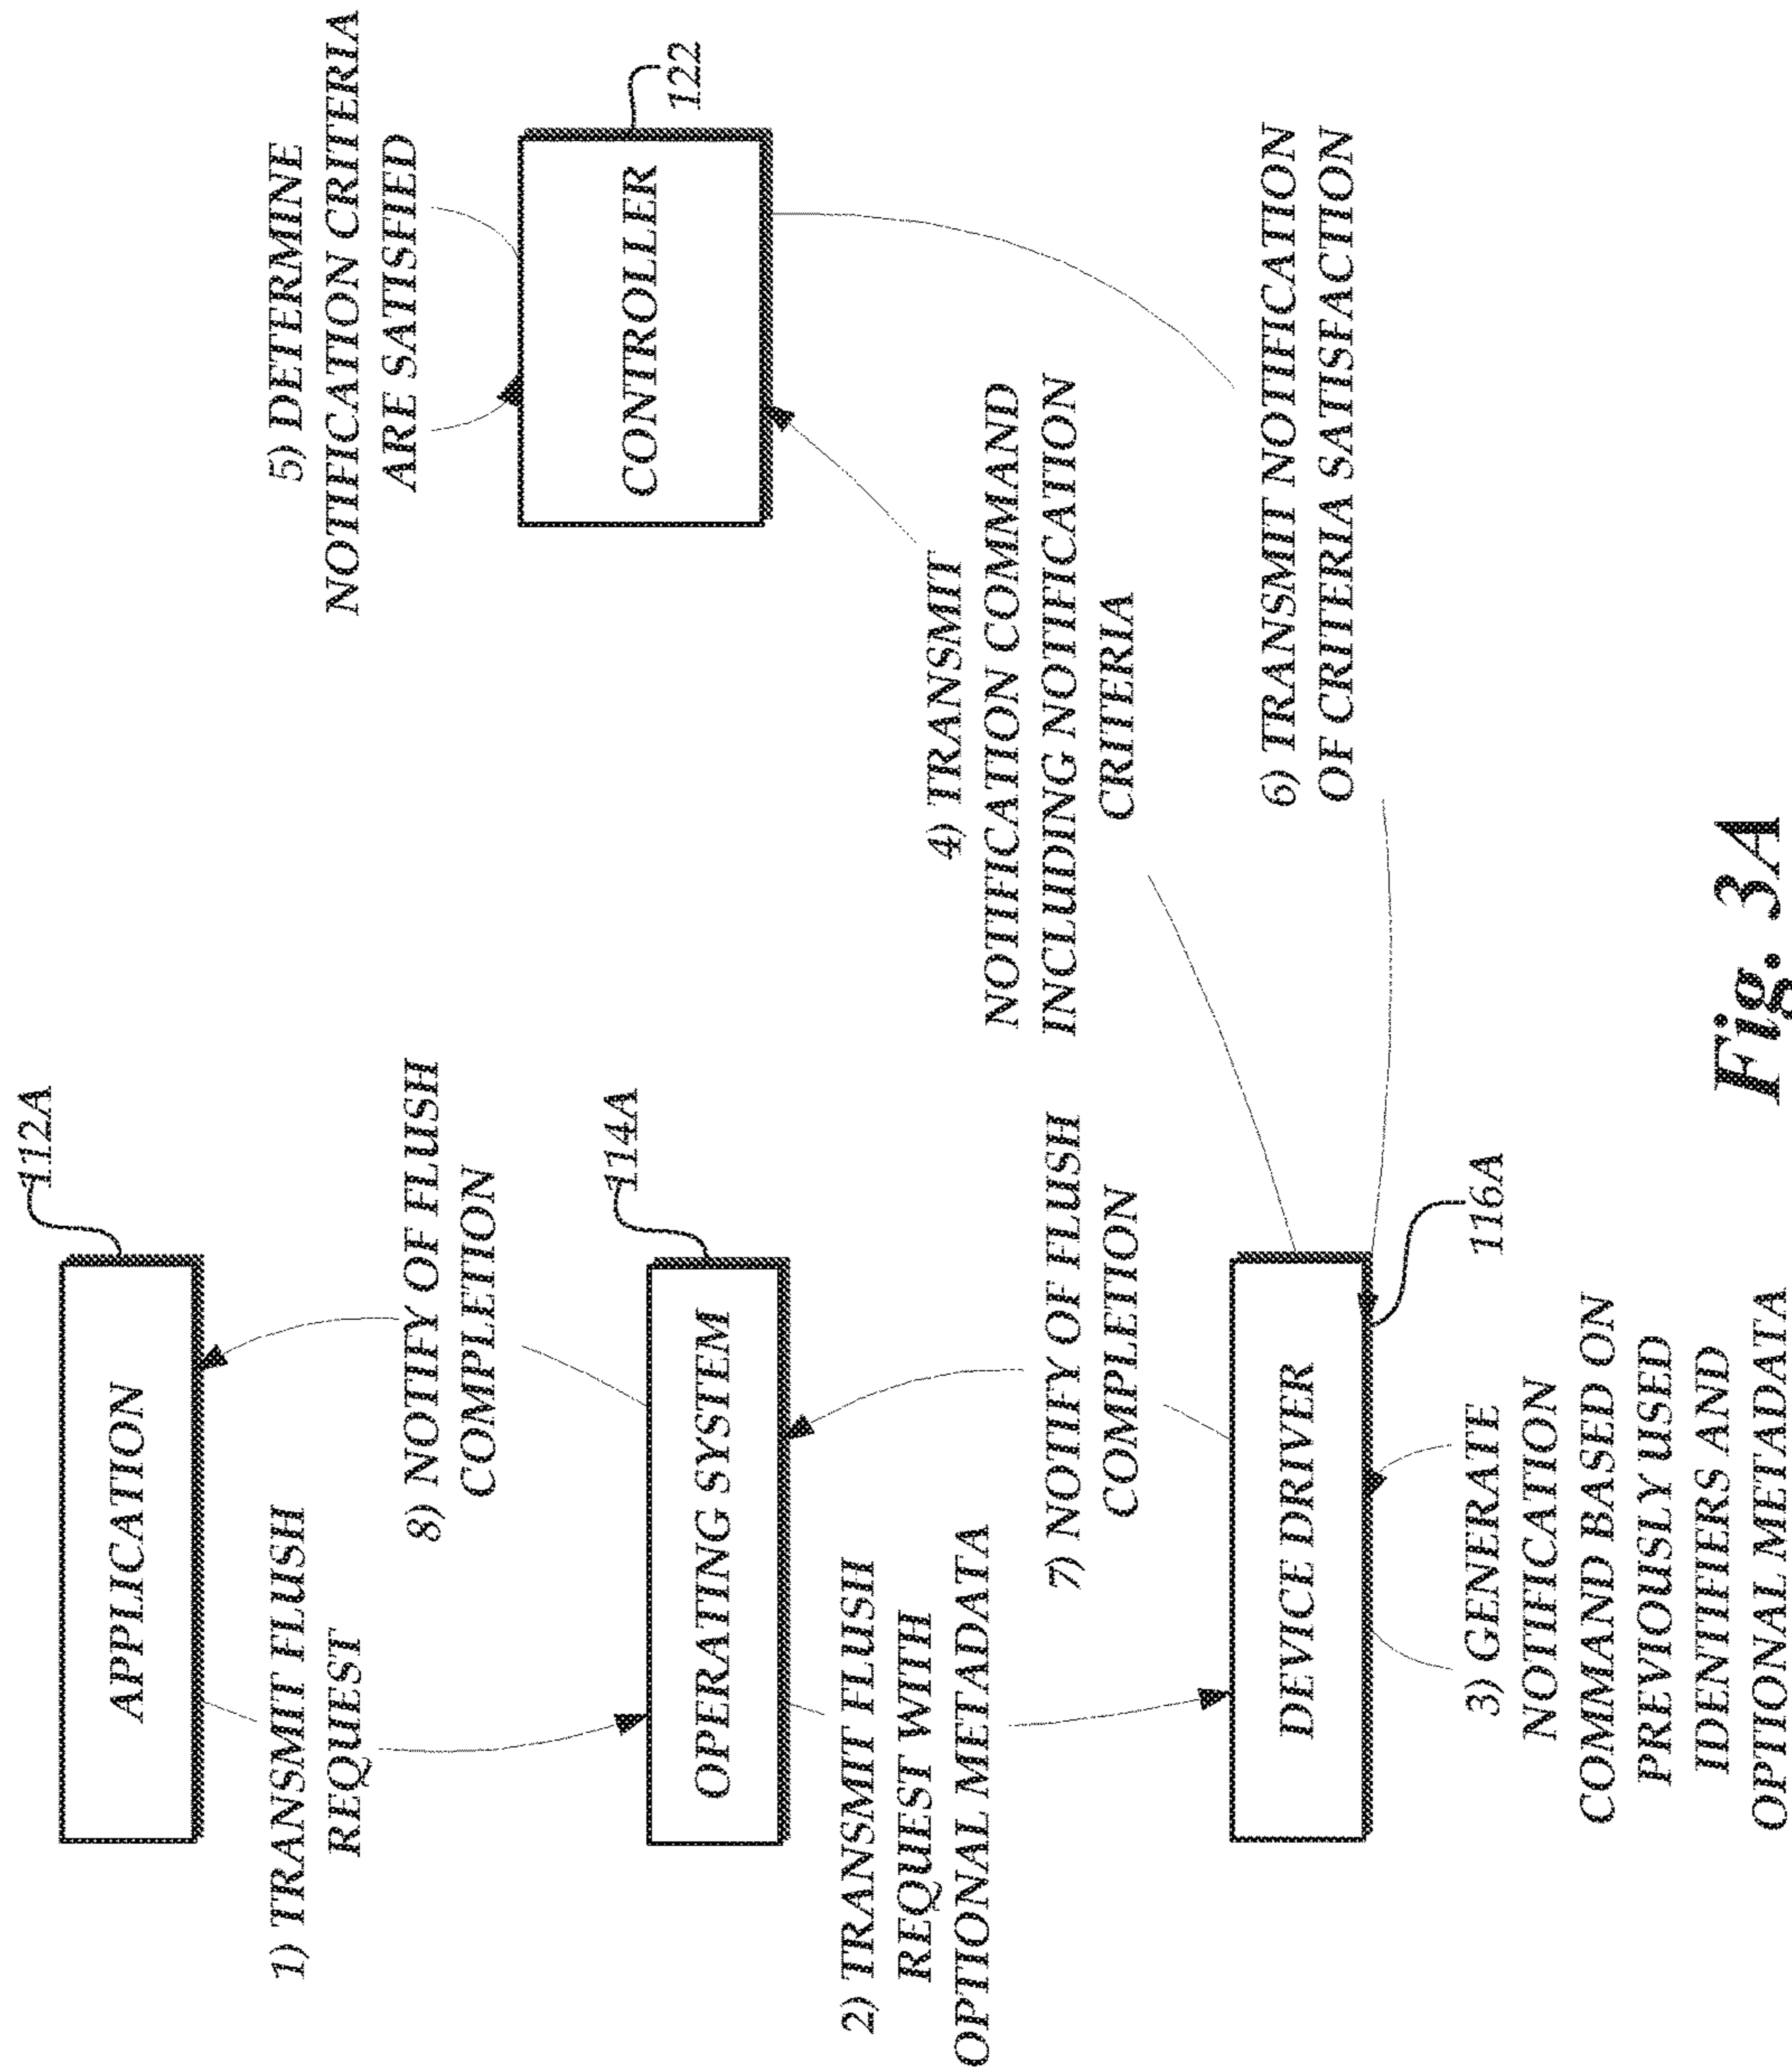 112A
APPLICATION
1) TRANSMIT FLUSH
REQUEST
8) NOTIFY OF FLUSH
COMPLETION
114A
OPERATING SYSTEM
2) TRANSMIT FLUSH
REQUEST WITH
OPTIONAL METADATA
7) NOTIFY OF FLUSH
COMPLETION
DEVICE DRIVER
116A
3) GENERATE
NOTIFICATION
COMMAND BASED ON
PREVIOUSLY USED
IDENTIFIERS AND
OPTIONAL METADATA
4) TRANSMIT
NOTIFICATION COMMAND
INCLUDING NOTIFICATION
CRITERIA
5) DETERMINE
NOTIFICATION CRITERIA
ARE SATISFIED
CONTROLLER
122
6) TRANSMIT NOTIFICATION
OF CRITERIA SATISFACTION
Fig. 3A